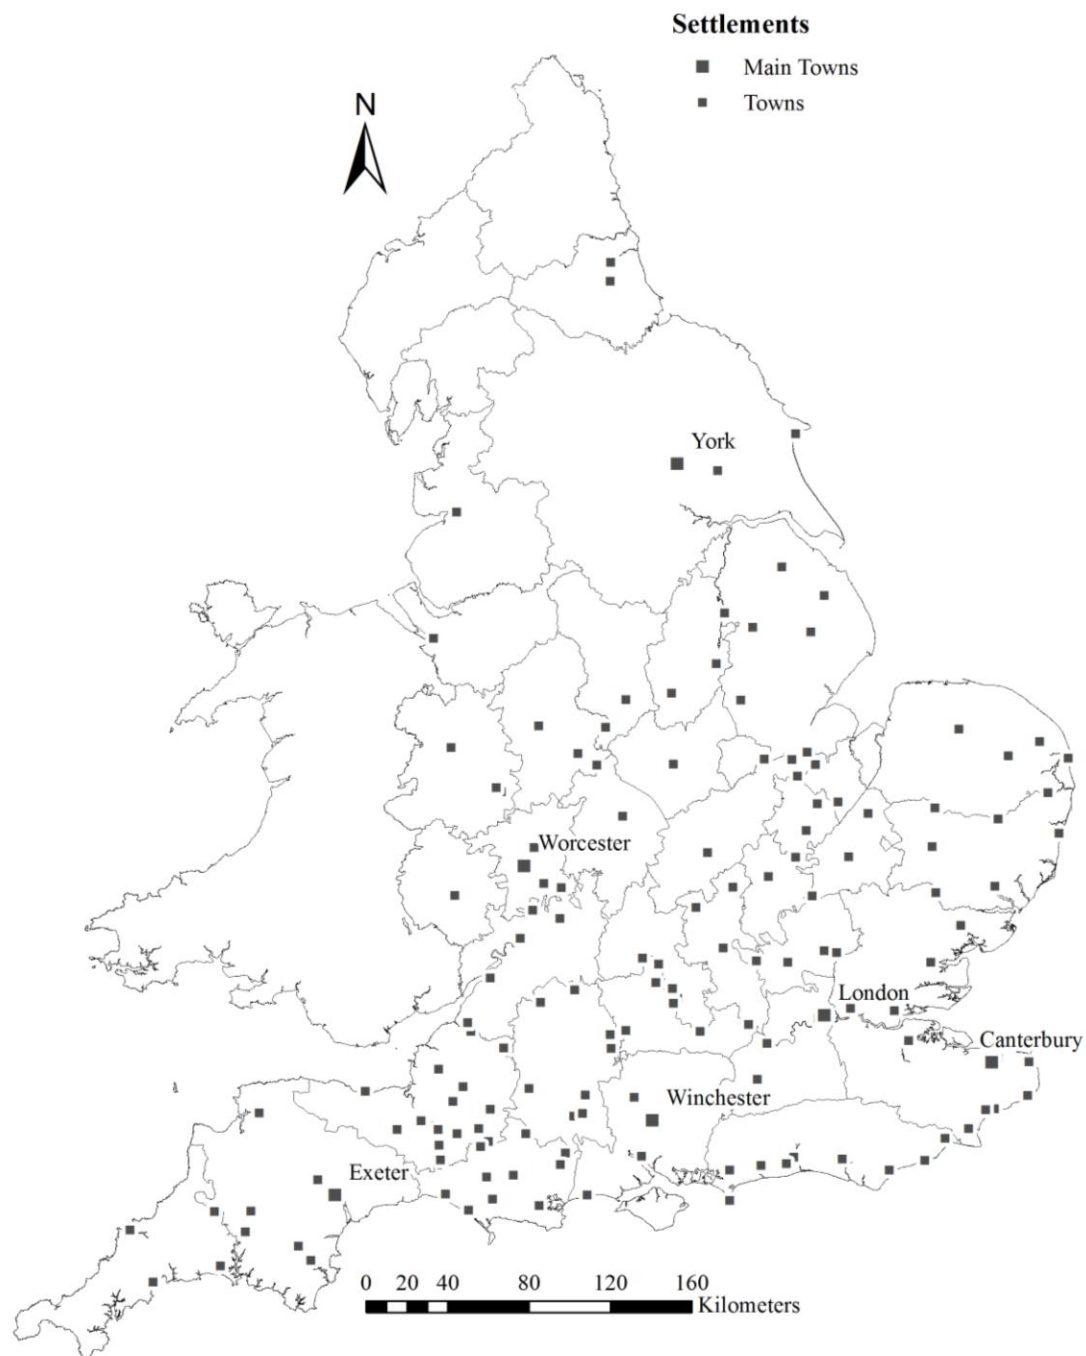 Settlements
Main Towns
Towns
N
York
Worcester
London
Canterbury
Winchester
Exeter
0 20 40 80 120 160
Kilometers